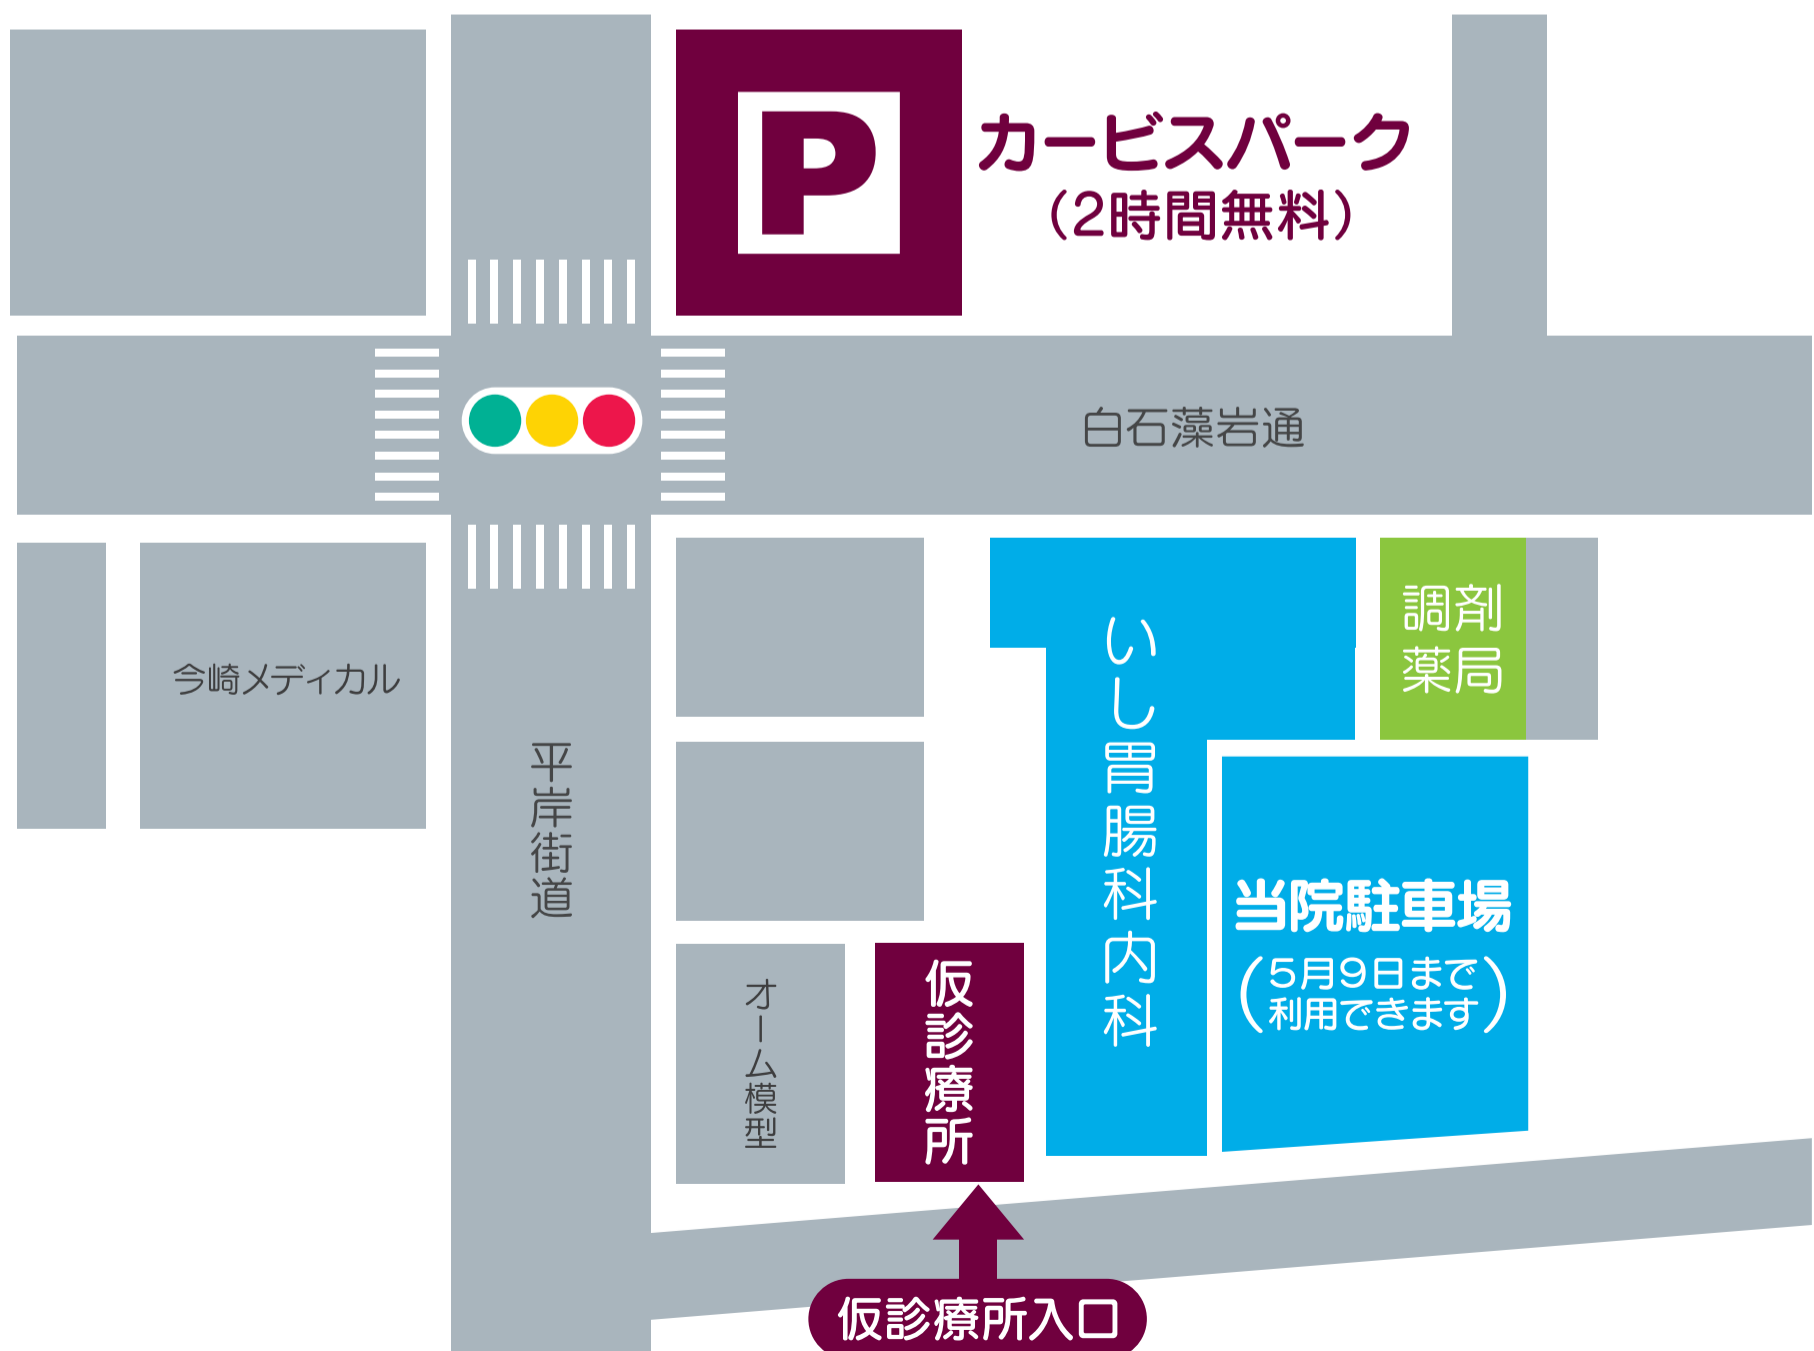 P
カービスパーク
（2時間無料）
白石藻岩通
今崎メディカル
平岸街道
いし胃腸科内科
調剤
薬局
当院駐車場
（5月9日まで
利用できます）
オーム模型
仮診療所
仮診療所入口